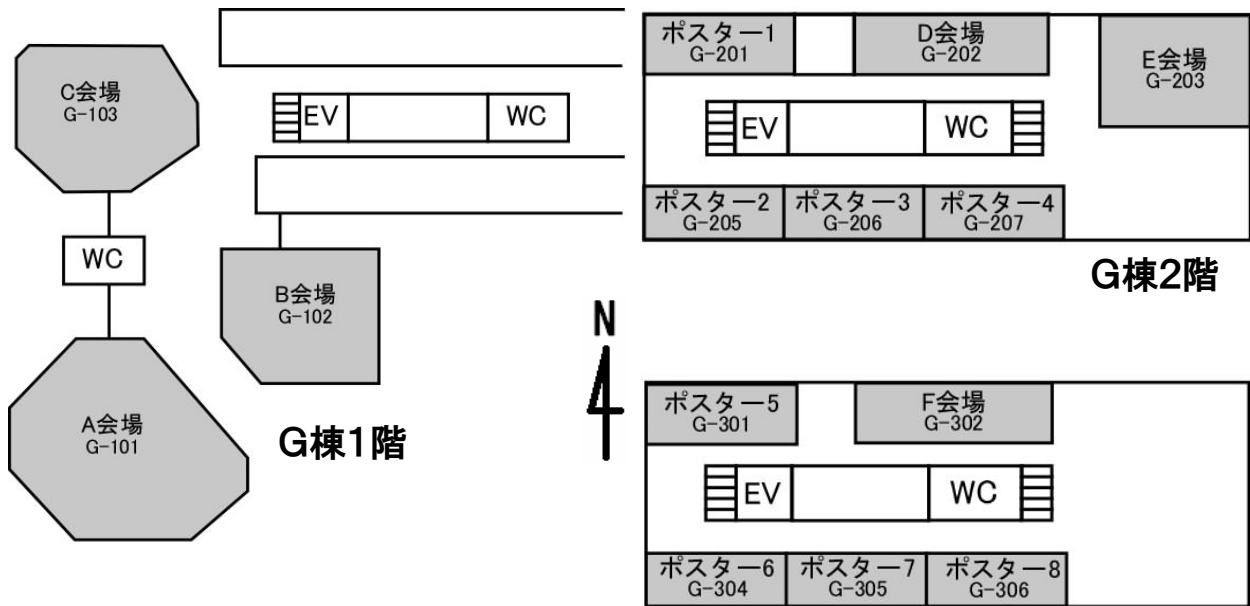 C会場
G-103
EV
WC
WC
B会場
G-102
A会場
G-101
G棟1階
N
ポスター1
G-201
D会場
G-202
E会場
G-203
EV
WC
ポスター2
G-205
ポスター3
G-206
ポスター4
G-207
G棟2階
ポスター5
G-301
F会場
G-302
EV
WC
ポスター6
G-304
ポスター7
G-305
ポスター8
G-306